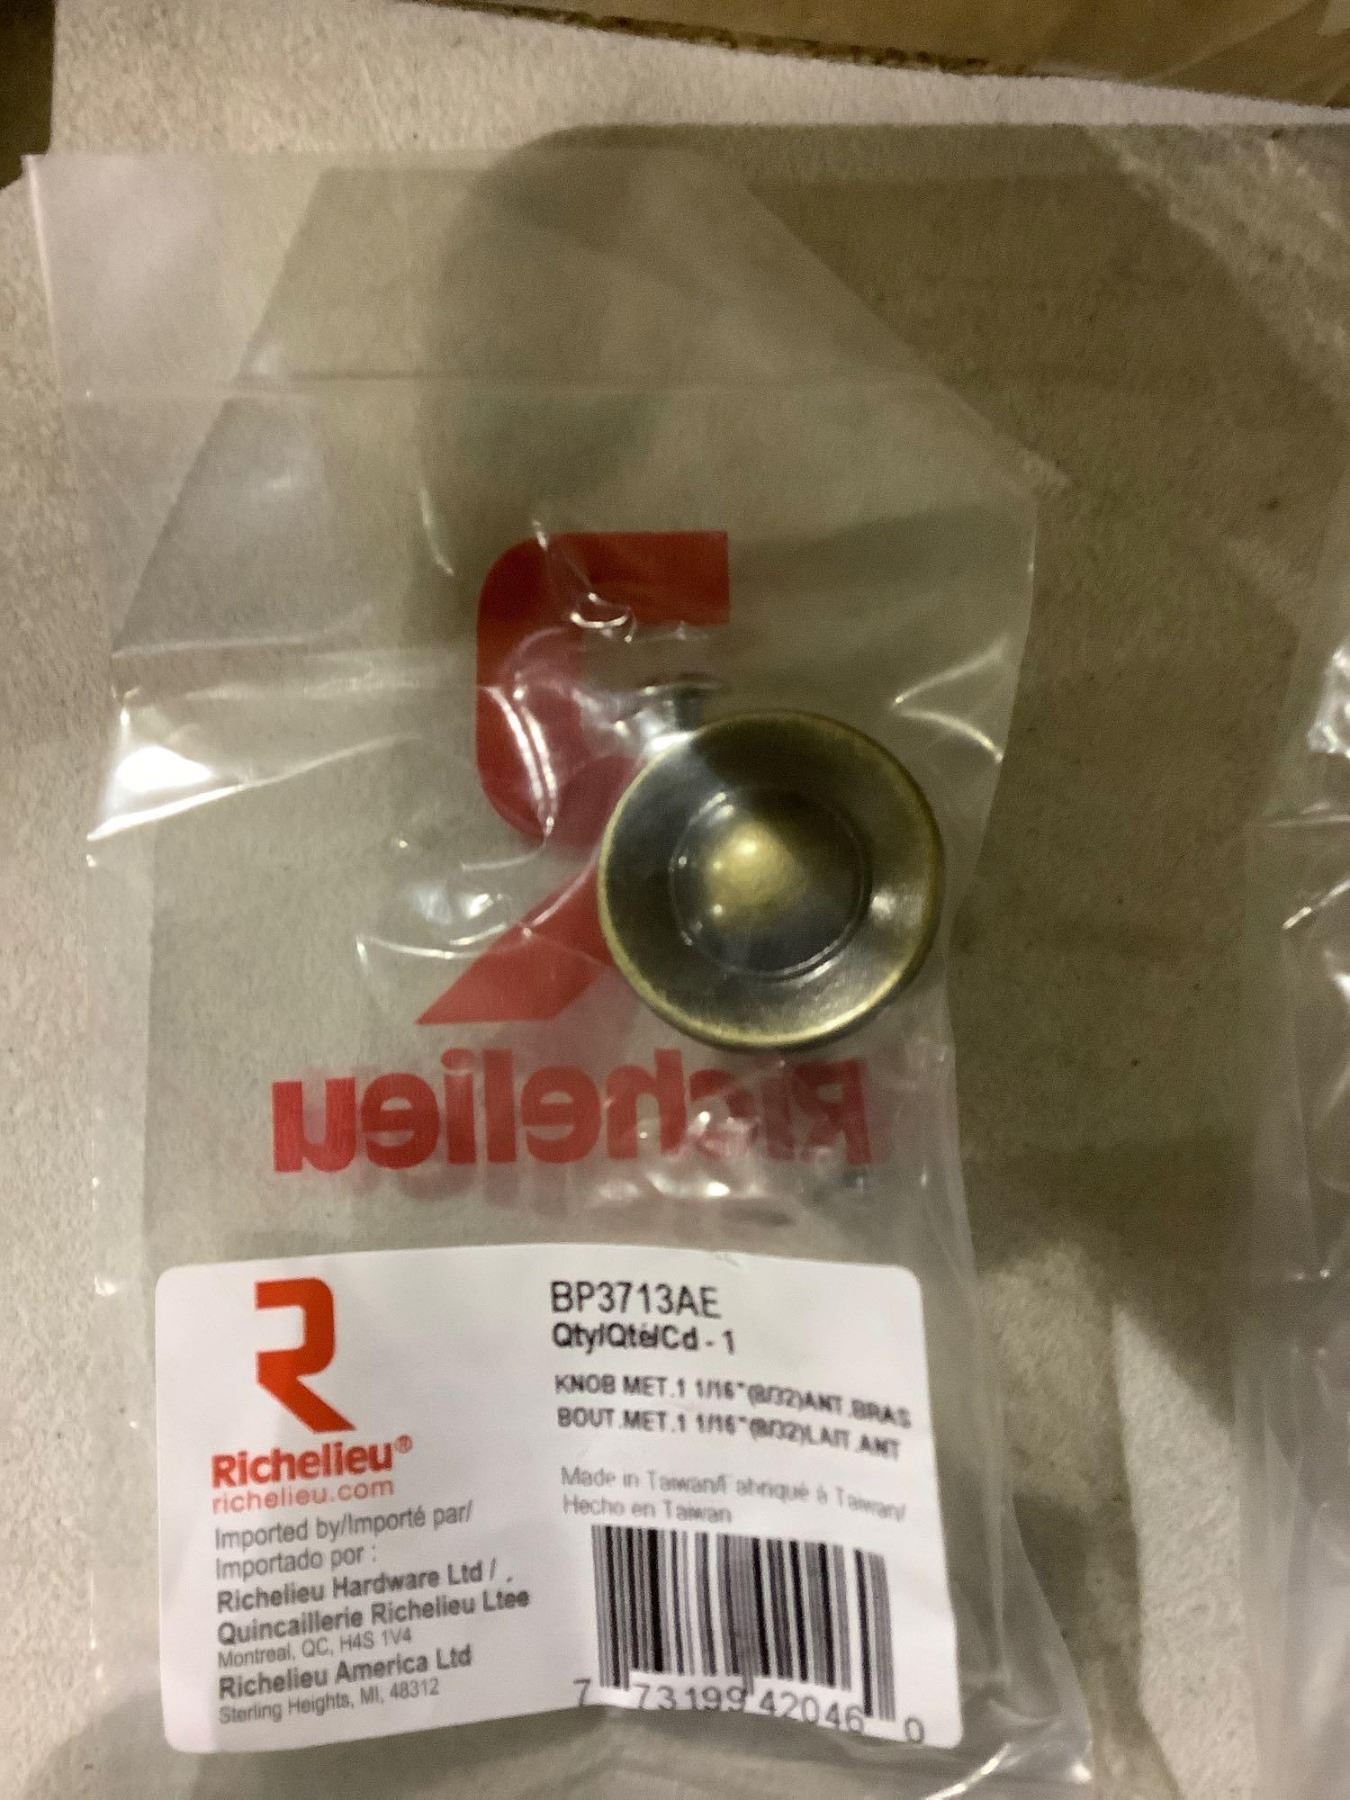 Richelieu
BP3713AE
Qty/Qté/Cd - 1
KNOB MET.1 1/16"(8/32)ANT.BRAS
BOUT.MET.1 1/16"(8/32)LAIT.ANT
Made in Taiwan/Fabriqué à Taiwan/
Hecho en Taiwan
Richelieu®
richelieu.com
Imported by/Importé par/
Importado por :
Richelieu Hardware Ltd / .
Quincaillerie Richelieu Ltee
Montreal, QC, H4S 1V4
Richelieu America Ltd
Sterling Heights, MI, 48312
7 73199 42046 0